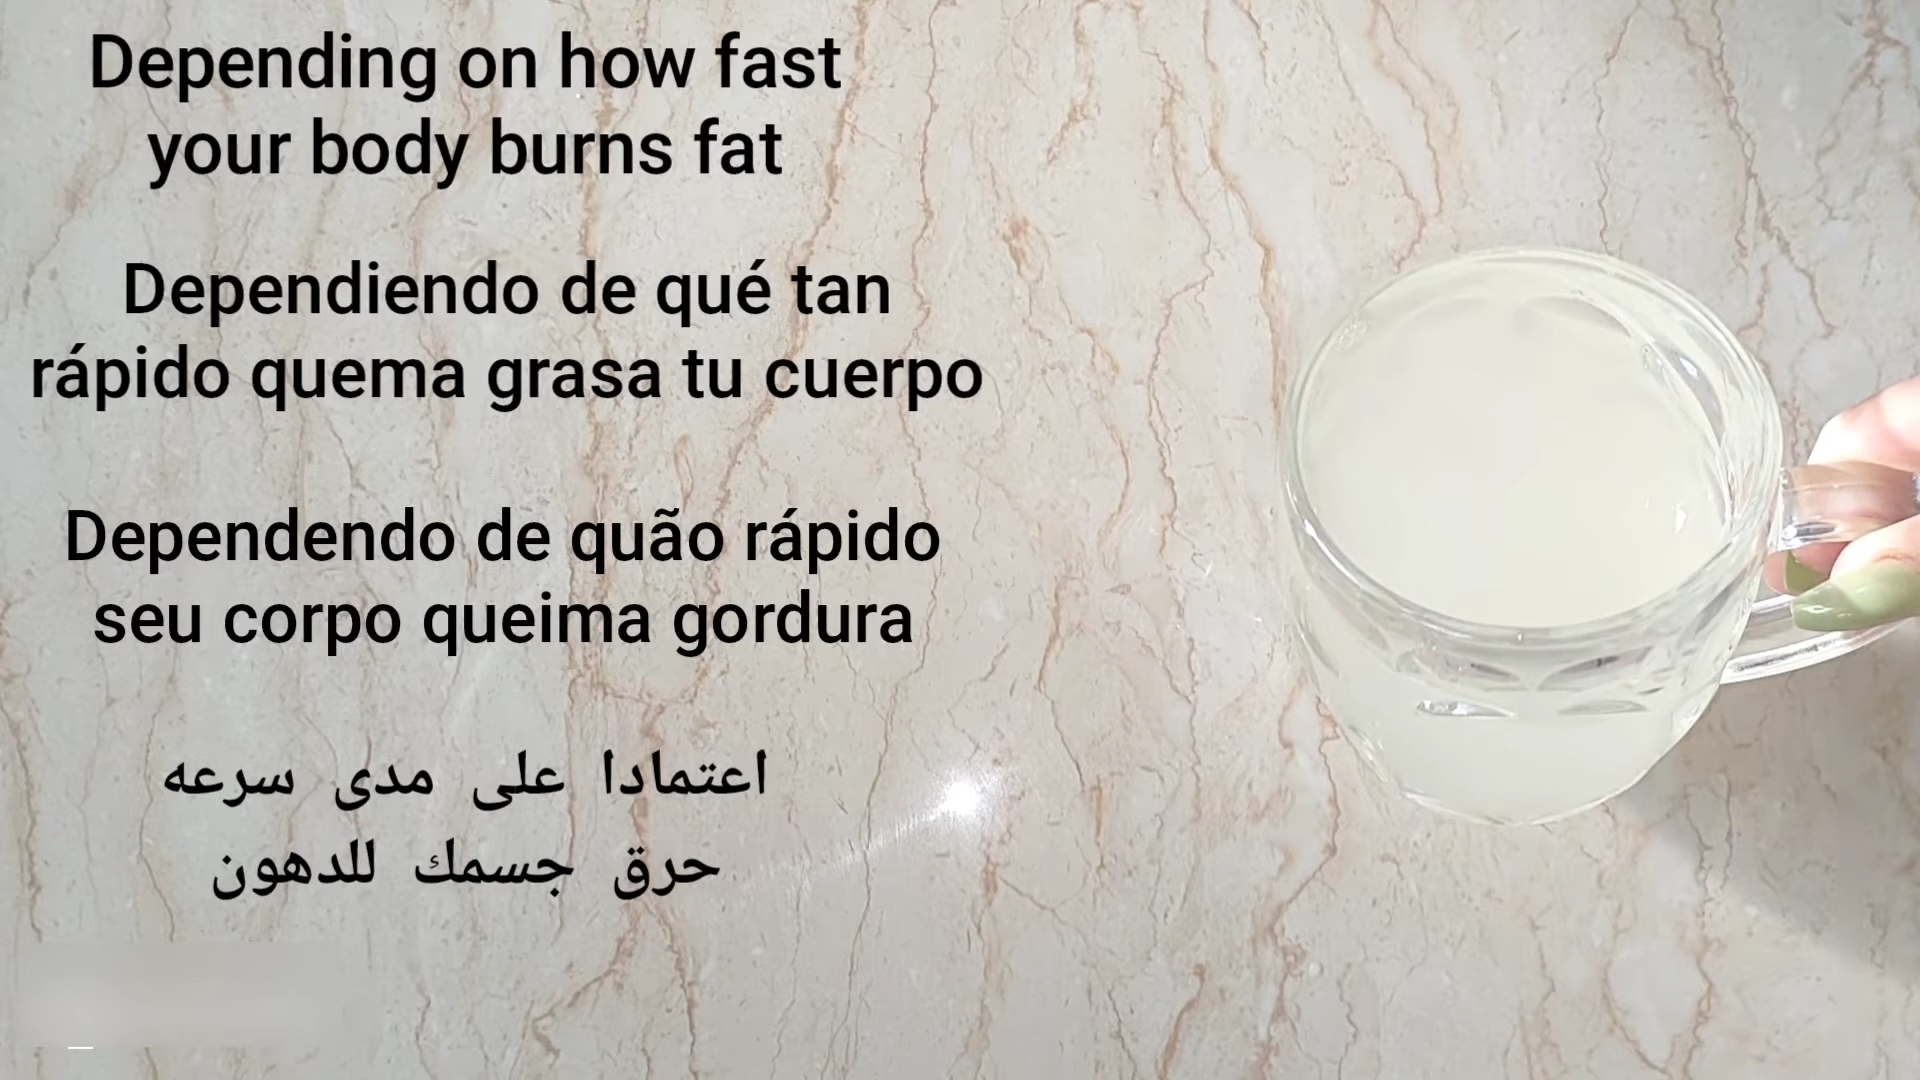 Depending on how fast
your body burns fat
Dependiendo de qué tan
rápido quema grasa tu cuerpo
Dependendo de quão rápido
seu corpo queima gordura
اعتمادا على مدى سرعه
حرق جسمك للدهون